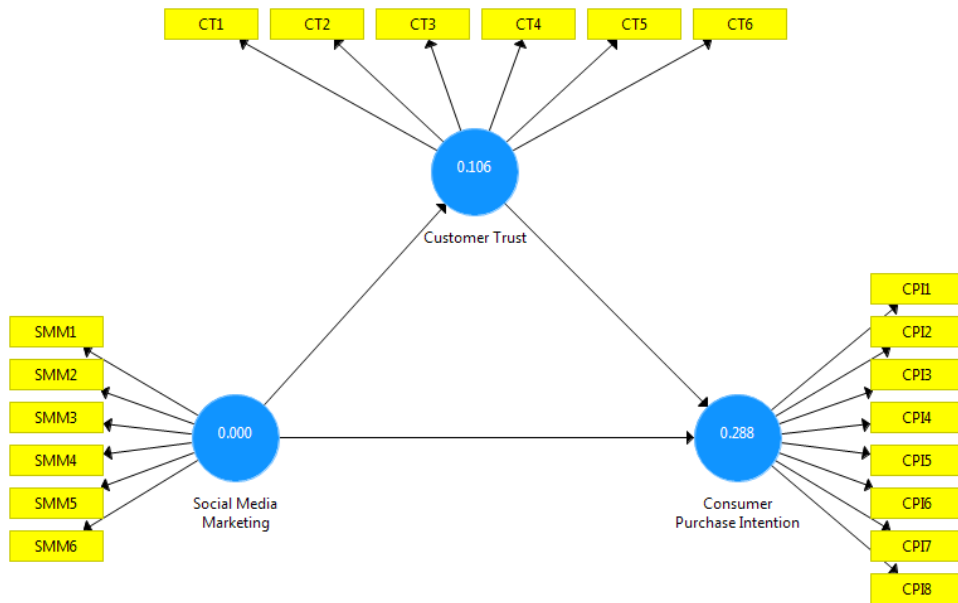 CT1 CT2 CT3 CT4 CT5 CT6
0.106
Customer Trust
CPI1
SMM1
CPI2
SMM2
CPI3
SMM3
CPI4
0.000
0.288
SMM4
CPI5
SMM5
Social Media
Marketing
Consumer
Purchase Intention
CPI6
SMM6
CPI7
CPI8